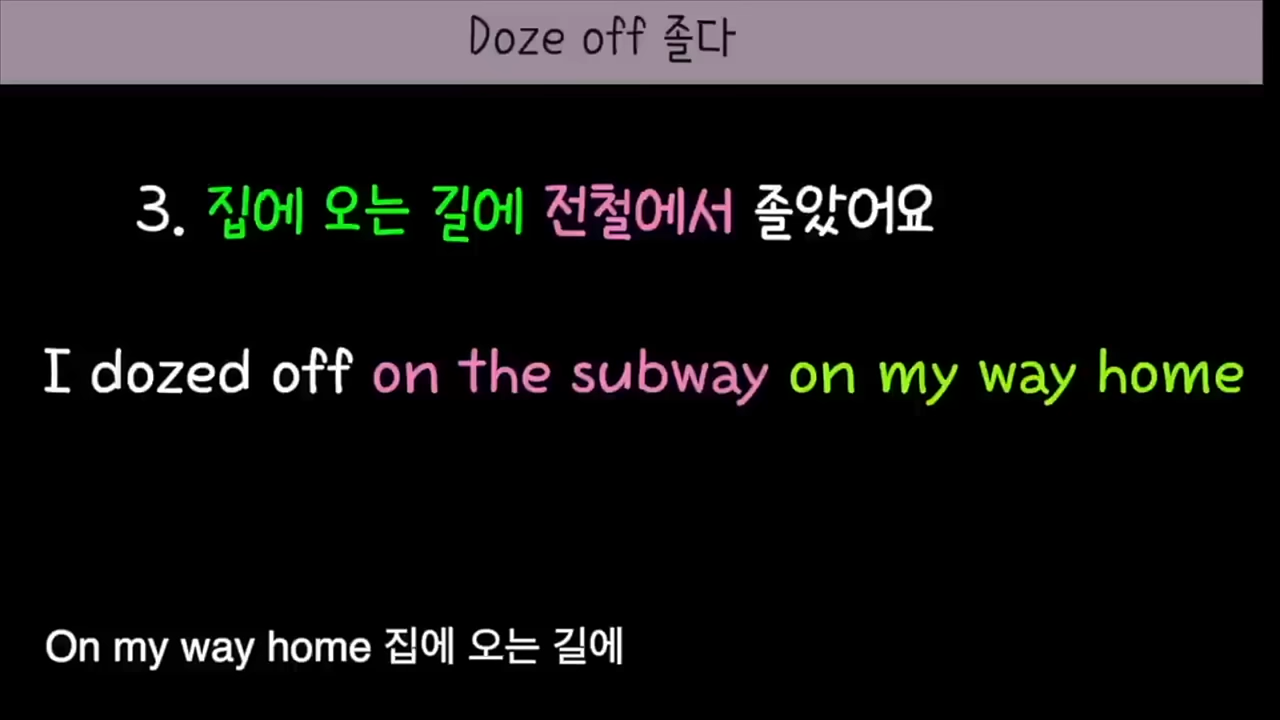 Doze off 졸다
3. 집에 오는 길에 전철에서 졸았어요
I dozed off on the subway on my way home
On my way home 집에 오는 길에